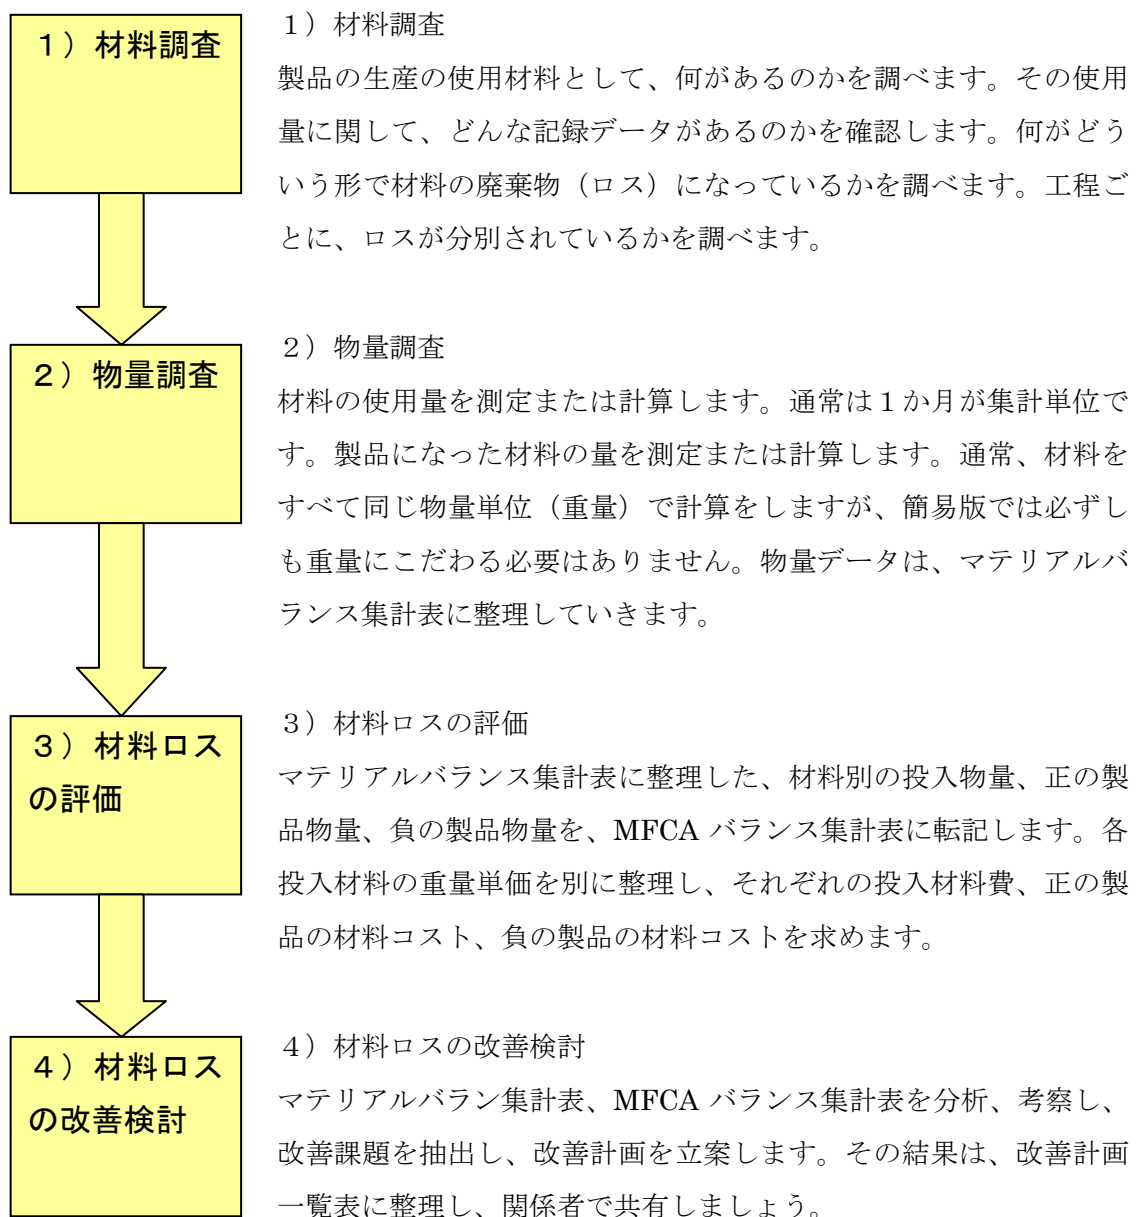 １）材料調査
１）材料調査
製品の生産の使用材料として、何があるのかを調べます。その使用
量に関して、どんな記録データがあるのかを確認します。何がどう
いう形で材料の廃棄物（ロス）になっているかを調べます。工程ご
とに、ロスが分別されているかを調べます。
２）物量調査
２）物量調査
材料の使用量を測定または計算します。通常は１か月が集計単位で
す。製品になった材料の量を測定または計算します。通常、材料を
すべて同じ物量単位（重量）で計算をしますが、簡易版では必ずし
も重量にこだわる必要はありません。物量データは、マテリアルバ
ランス集計表に整理していきます。
３）材料ロス
の評価
３）材料ロスの評価
マテリアルバランス集計表に整理した、材料別の投入物量、正の製
品物量、負の製品物量を、MFCA バランス集計表に転記します。各
投入材料の重量単価を別に整理し、それぞれの投入材料費、正の製
品の材料コスト、負の製品の材料コストを求めます。
４）材料ロス
の改善検討
４）材料ロスの改善検討
マテリアルバラン集計表、MFCA バランス集計表を分析、考察し、
改善課題を抽出し、改善計画を立案します。その結果は、改善計画
一覧表に整理し、関係者で共有しましょう。